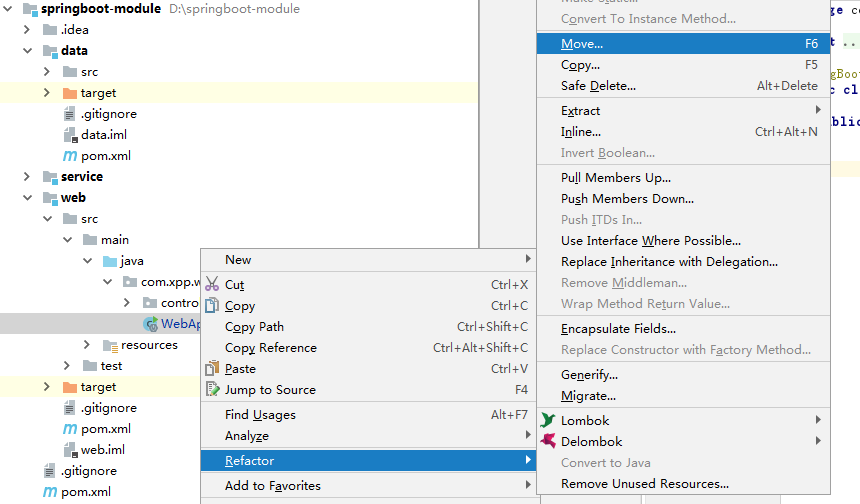 springboot-module D:\springboot-module
.idea
data
src
target
.gitignore
data.iml
pom.xml
service
web
src
main
java
com.xpp.w
contro
WebAp
resources
test
target
.gitignore
pom.xml
web.iml
.gitignore
pom.xml
New
Cut Ctrl+X
Copy Ctrl+C
Copy Path Ctrl+Shift+C
Copy Reference Ctrl+Alt+Shift+C
Paste Ctrl+V
Jump to Source F4
Find Usages Alt+F7
Analyze
Refactor
Add to Favorites
Convert To Instance Method...
Move... F6
Copy... F5
Safe Delete... Alt+Delete
Extract
Inline... Ctrl+Alt+N
Invert Boolean...
Pull Members Up...
Push Members Down...
Push ITDs In...
Use Interface Where Possible...
Replace Inheritance with Delegation...
Remove Middleman...
Wrap Method Return Value...
Encapsulate Fields...
Replace Constructor with Factory Method...
Generify...
Migrate...
Lombok
Delombok
Convert to Java
Remove Unused Resources...
ge co
t ...
ngBoot
c cl
blic